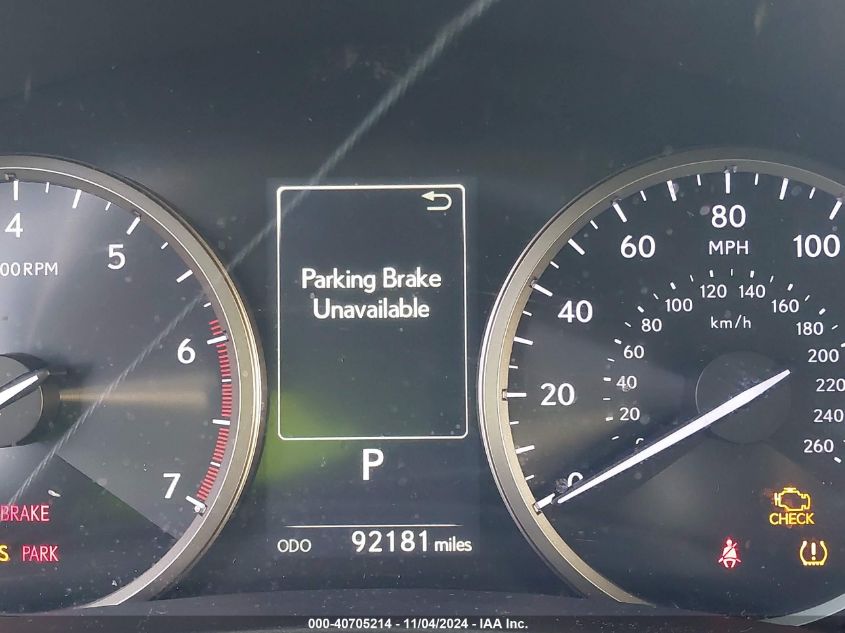 4
5
00RPM
6
7
BRAKE
S PARK
Parking Brake
Unavailable
P
ODO 92181 miles
0
20
40
60
80
100
MPH
20
40
60
80
100
120
140
160
180
200
220
240
260
km/h
CHECK
000-40705214 - 11/04/2024 - IAA Inc.